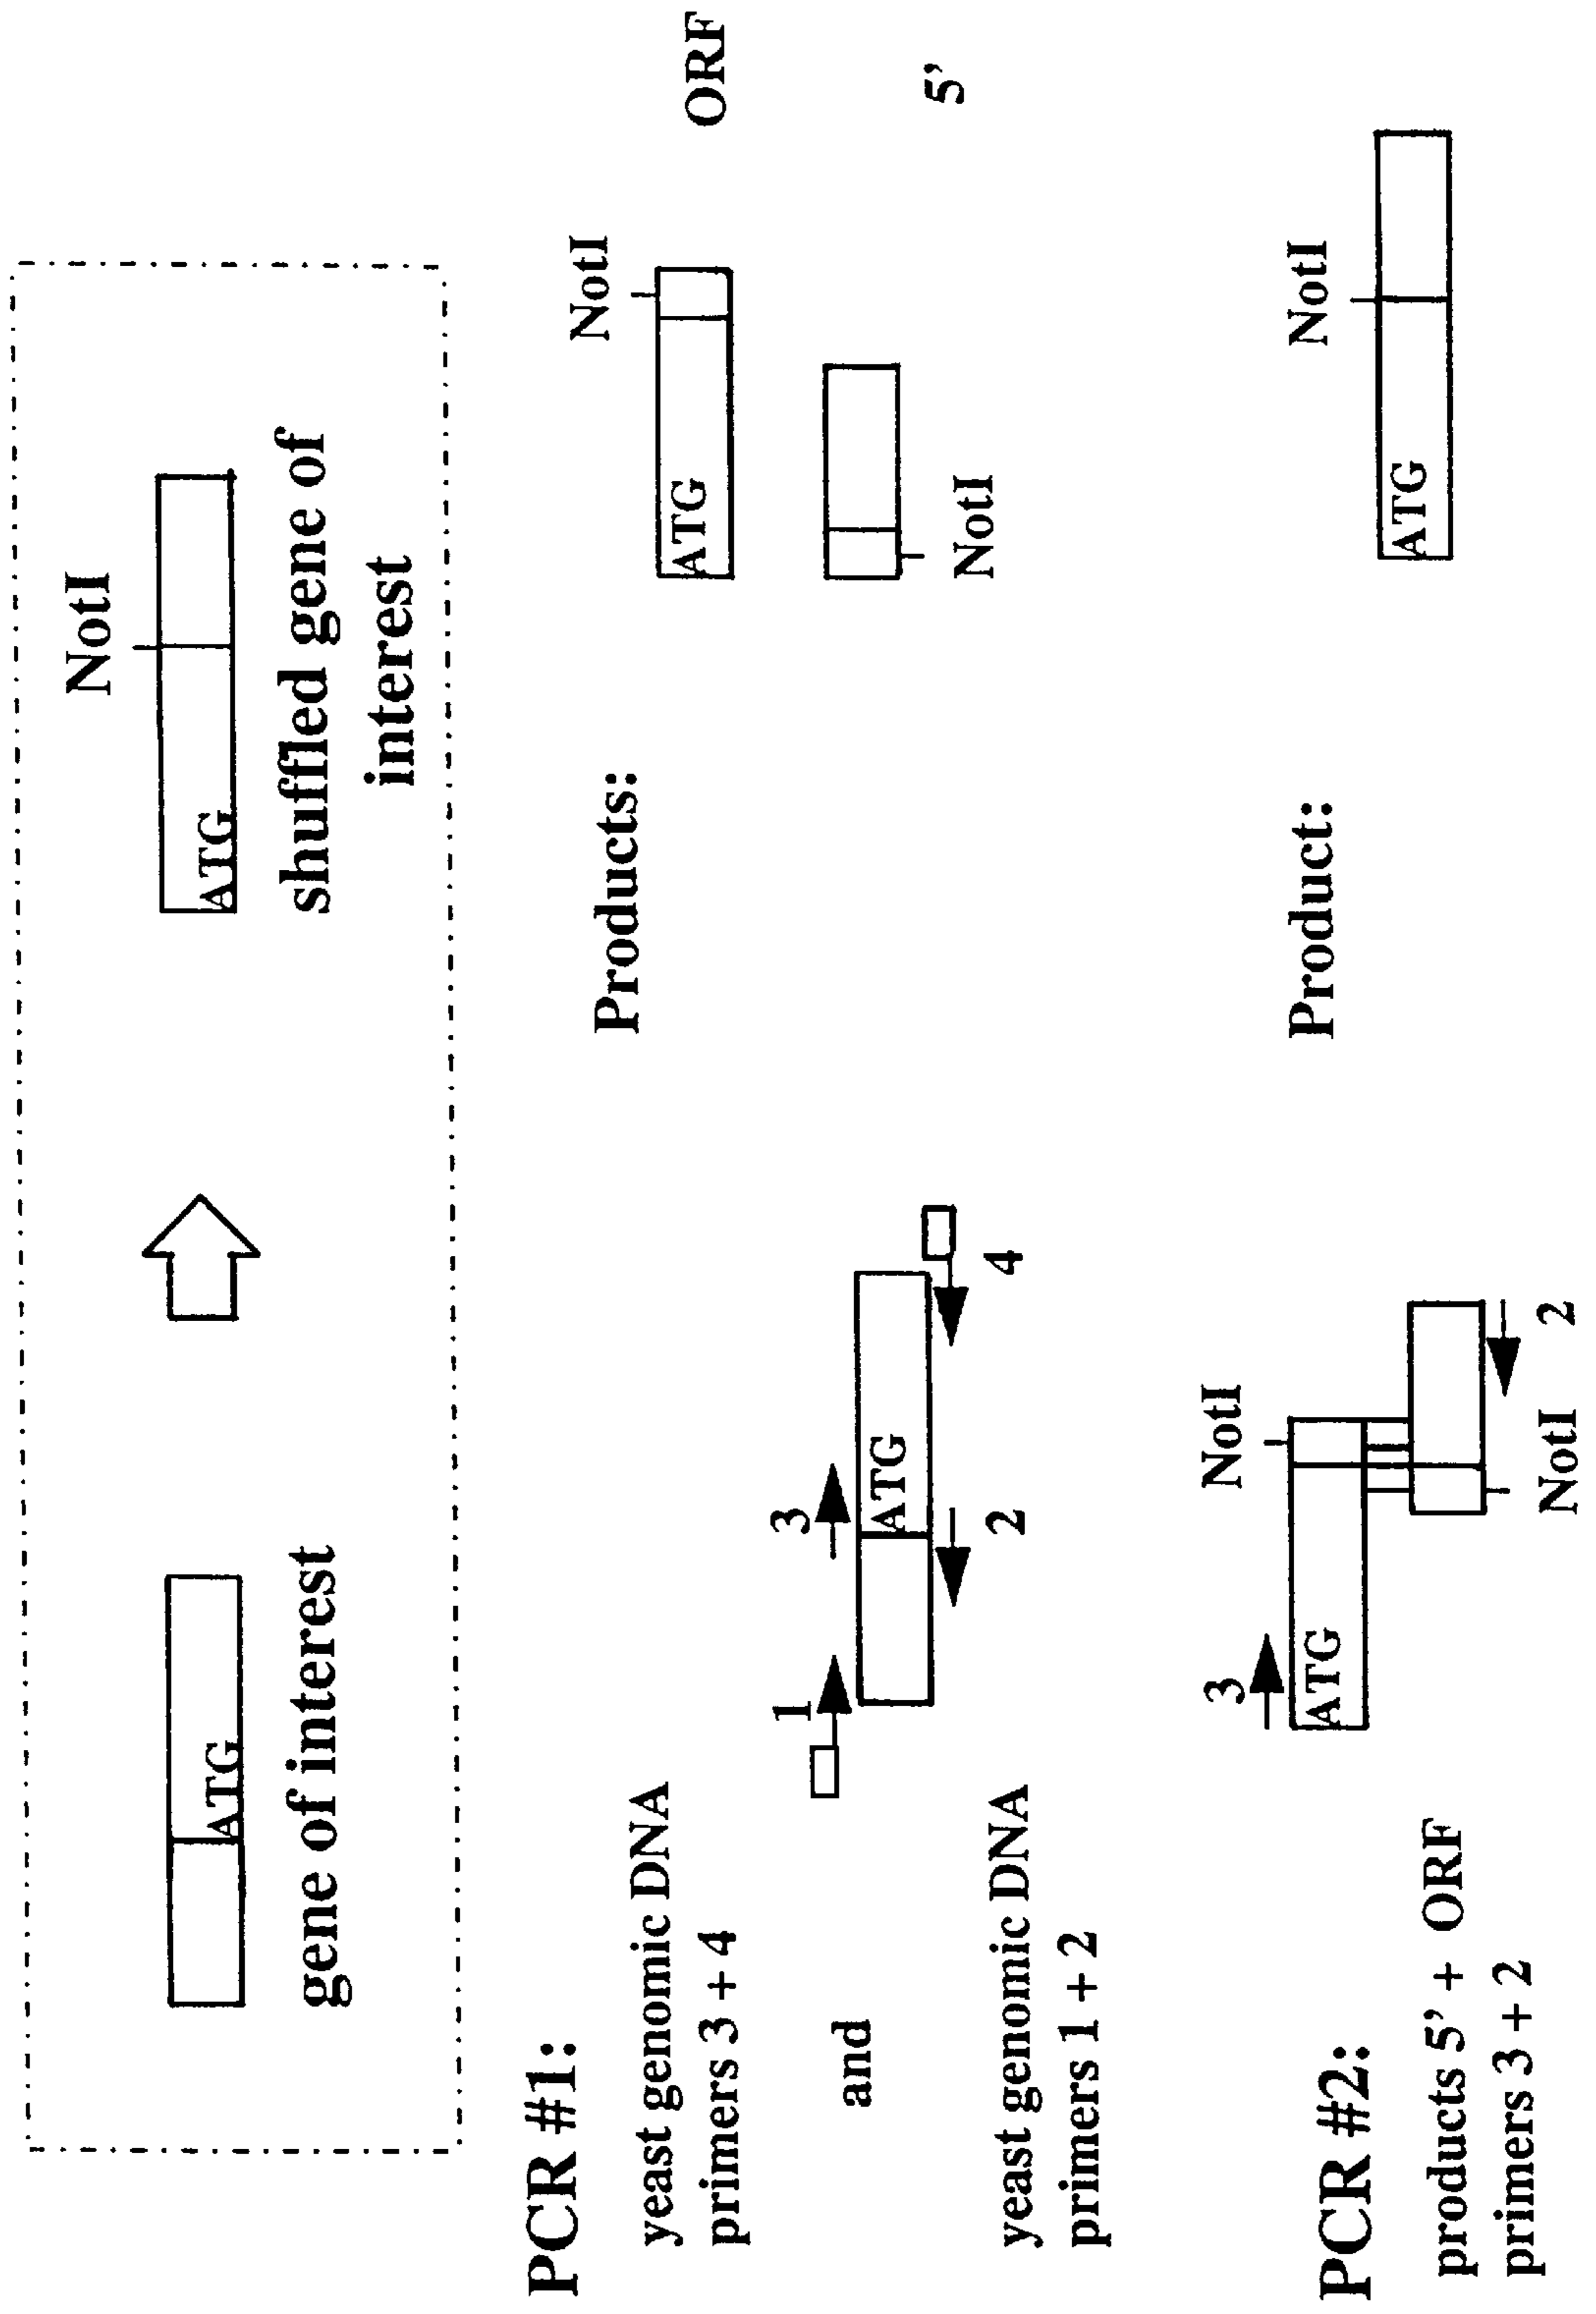 NotI
ATG
ATG
gene of interest
shuffled gene of
interest
PCR #1:
Products:
yeast genomic DNA
primers 3 + 4
and
yeast genomic DNA
primers 1 + 2
1
3
ATG
2
4
NotI
ATG
ORF
NotI
5'
PCR #2:
Product:
products 5' + ORF
primers 3 + 2
3
NotI
ATG
2
NotI
NotI
ATG